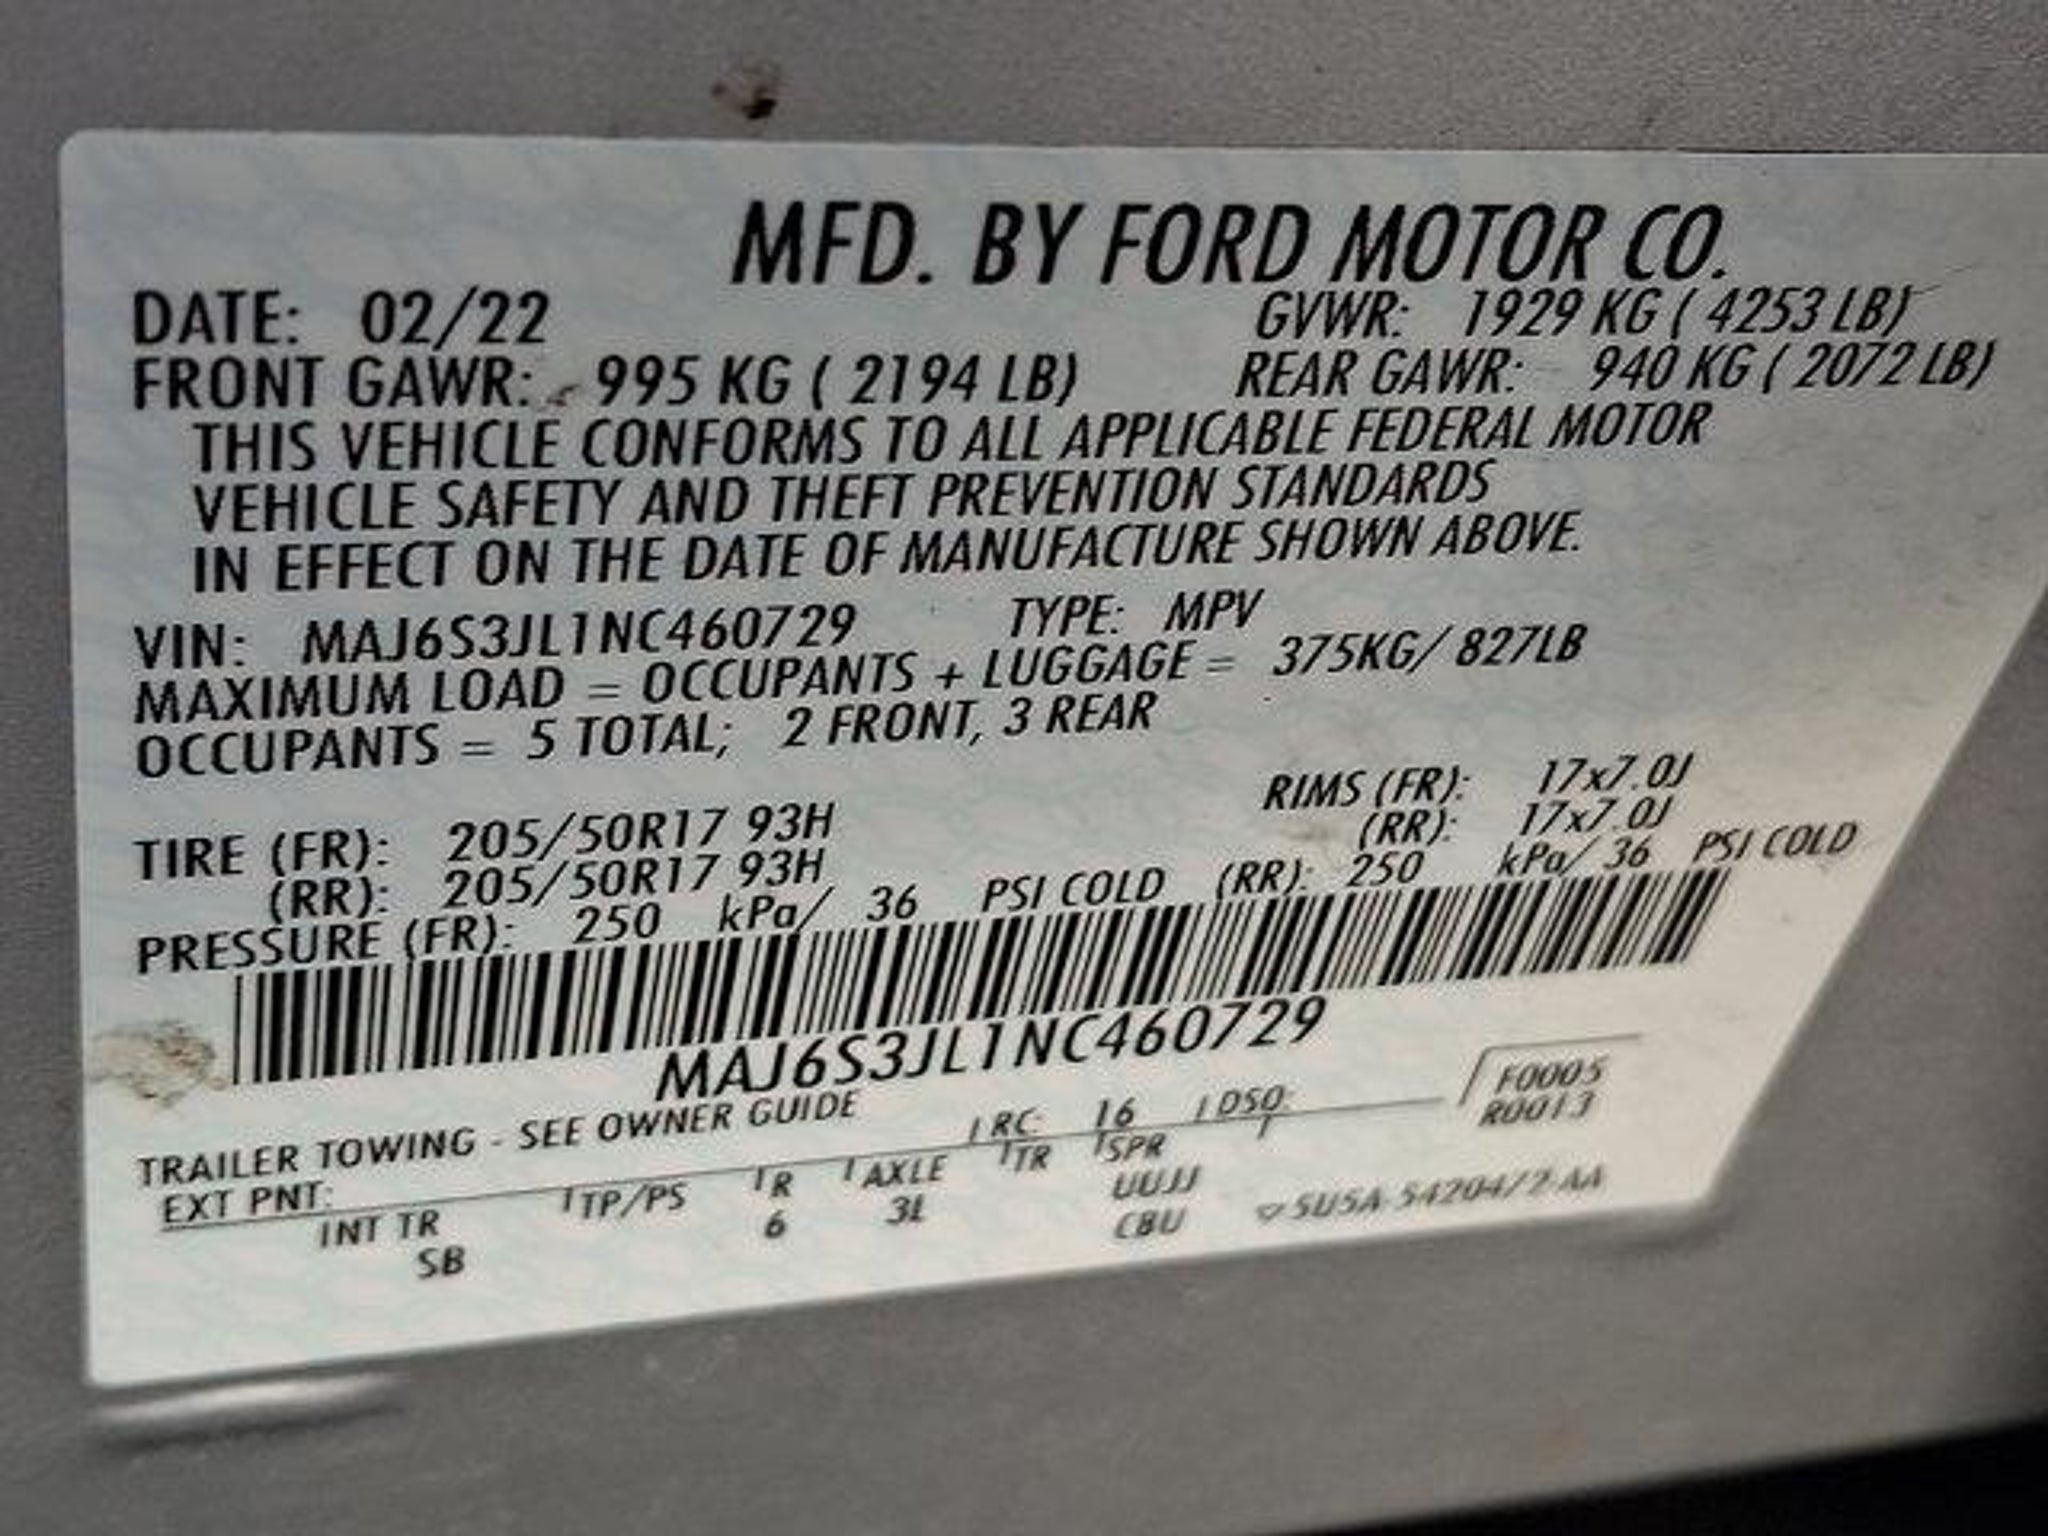 MFD. BY FORD MOTOR CO.
DATE: 02/22 GVWR: 1929 KG ( 4253 LB)
FRONT GAWR: 995 KG ( 2194 LB) REAR GAWR: 940 KG ( 2072 LB)
THIS VEHICLE CONFORMS TO ALL APPLICABLE FEDERAL MOTOR
VEHICLE SAFETY AND THEFT PREVENTION STANDARDS
IN EFFECT ON THE DATE OF MANUFACTURE SHOWN ABOVE.
VIN: MAJ6S3JL1NC460729 TYPE: MPV
MAXIMUM LOAD = OCCUPANTS + LUGGAGE = 375KG/ 827LB
OCCUPANTS = 5 TOTAL; 2 FRONT, 3 REAR
TIRE (FR): 205/50R17 93H RIMS (FR): 17x7.0J
(RR): 205/50R17 93H (RR): 17x7.0J
PRESSURE (FR): 250 kPa/ 36 PSI COLD (RR): 250 kPa/ 36 PSI COLD
MAJ6S3JL1NC460729
TRAILER TOWING - SEE OWNER GUIDE
EXT PNT: RC: 16 DSO: F0005
R0013
INT TR TP/PS R AXLE TR SPR
SB 6 3L UUJJ
CBU